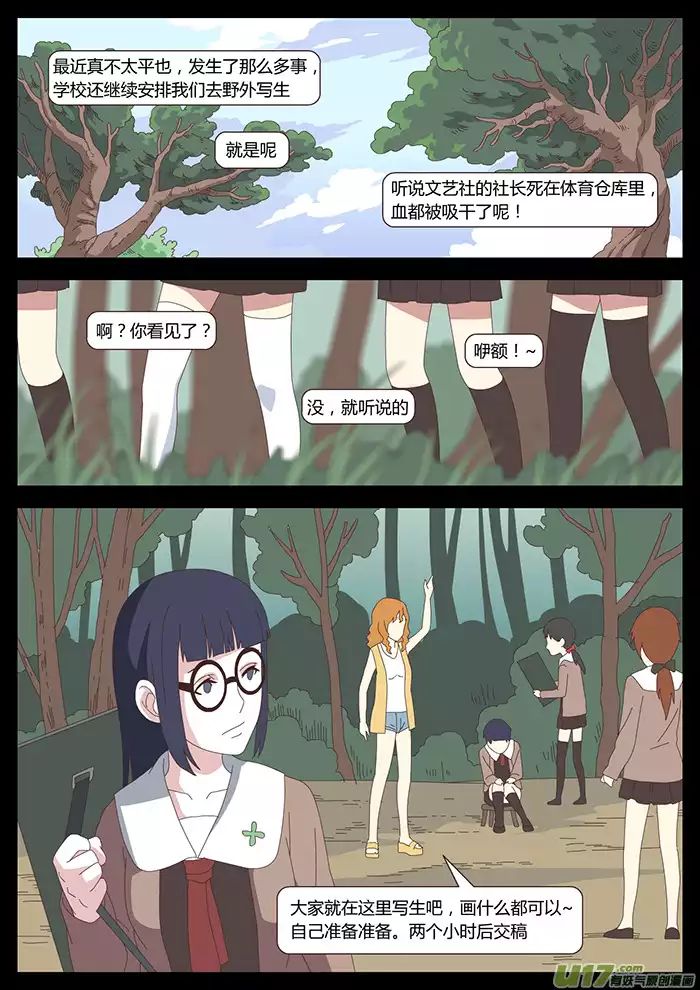 最近真不太平也，发生了那么多事，
学校还继续安排我们去野外写生
就是呢
听说文艺社的社长死在体育仓库里，
血都被吸干了呢！
啊？你看见了？
咿额！~
没，就听说的
大家就在这里写生吧，画什么都可以~
自己准备准备。两个小时后交稿
U17.com
有妖气原创漫画